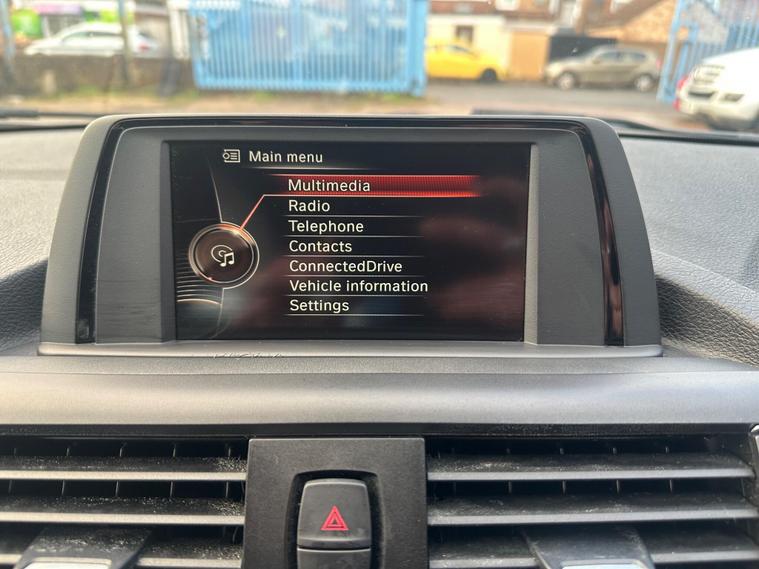 Main menu
Multimedia
Radio
Telephone
Contacts
ConnectedDrive
Vehicle information
Settings